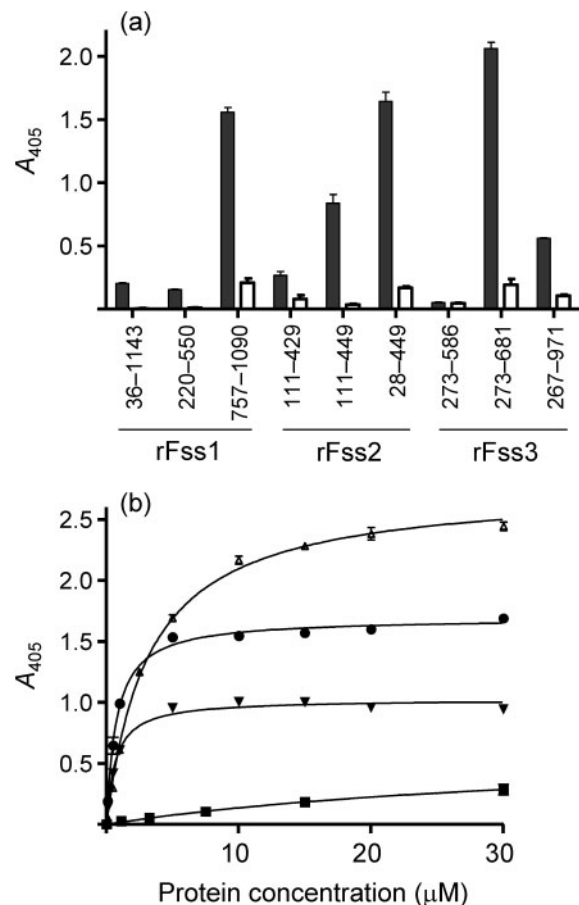 (a)
2.0
1.5
1.0
0.5
A405
36–1143
220–550
757–1090
111–429
111–449
28–449
273–586
273–681
267–971
rFss1 rFss2 rFss3
(b)
2.5
2.0
1.5
1.0
0.5
A405
10 20 30
Protein concentration (μM)